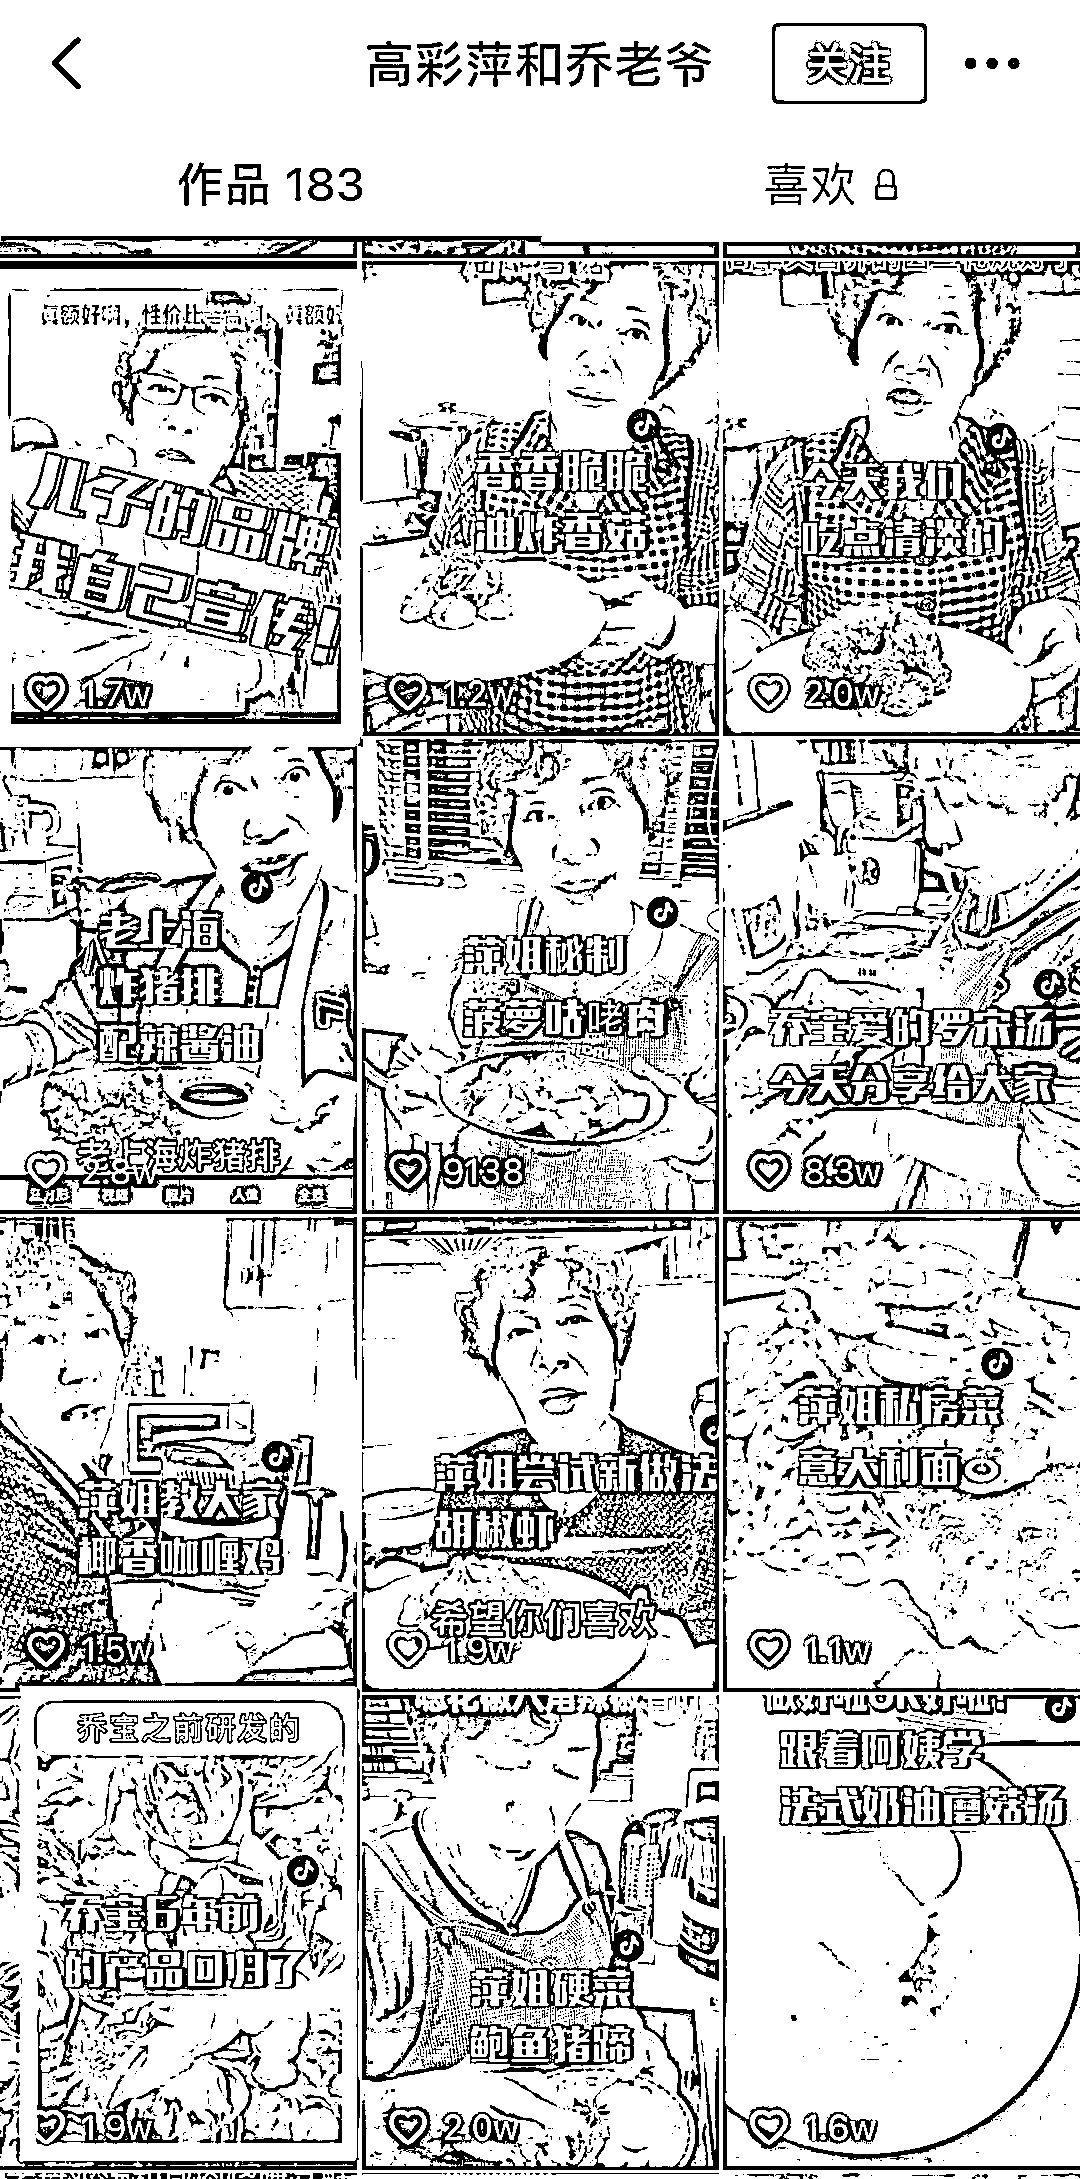 高彩萍和乔老爷
关注
作品 183
喜欢
儿子的品牌
我自己宣传!
1.7w
香香脆脆
油炸香菇
1.2w
今天我们
吃点清淡的
2.0w
老上海
炸猪排
配辣酱油
老上海炸猪排
2.8w
萍姐秘制
菠萝咕咾肉
9138
乔宝爱的罗宋汤
今天分享给大家
8.3w
萍姐教大家
椰香咖喱鸡
1.5w
萍姐尝试新做法
胡椒虾
希望你们喜欢
1.9w
萍姐私房菜
意大利面
1.1w
乔宝之前研发的
乔宝6年前
的产品回归了
1.9w
萍姐硬菜
鲍鱼猪蹄
2.0w
跟着阿姨学
法式奶油蘑菇汤
1.6w